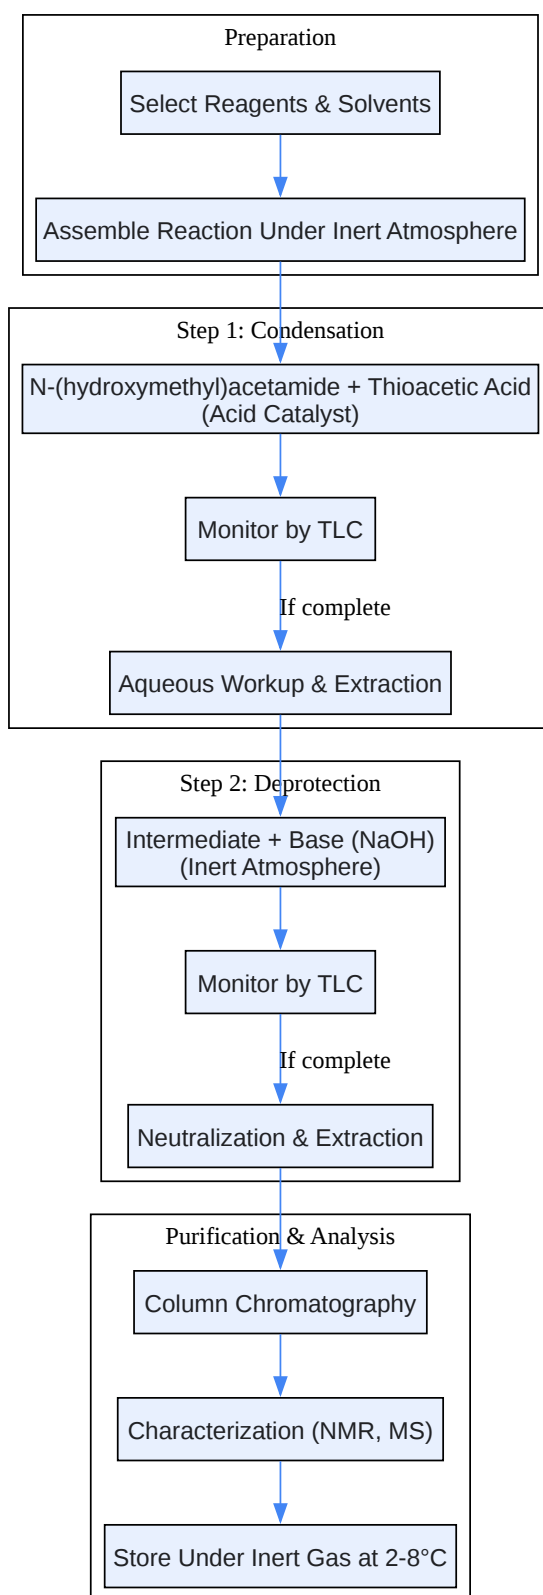 Preparation
Select Reagents & Solvents
Assemble Reaction Under Inert Atmosphere
Step 1: Condensation
N-(hydroxymethyl)acetamide + Thioacetic Acid
(Acid Catalyst)
Monitor by TLC
If complete
Aqueous Workup & Extraction
Step 2: Deprotection
Intermediate + Base (NaOH)
(Inert Atmosphere)
Monitor by TLC
If complete
Neutralization & Extraction
Purification & Analysis
Column Chromatography
Characterization (NMR, MS)
Store Under Inert Gas at 2-8°C